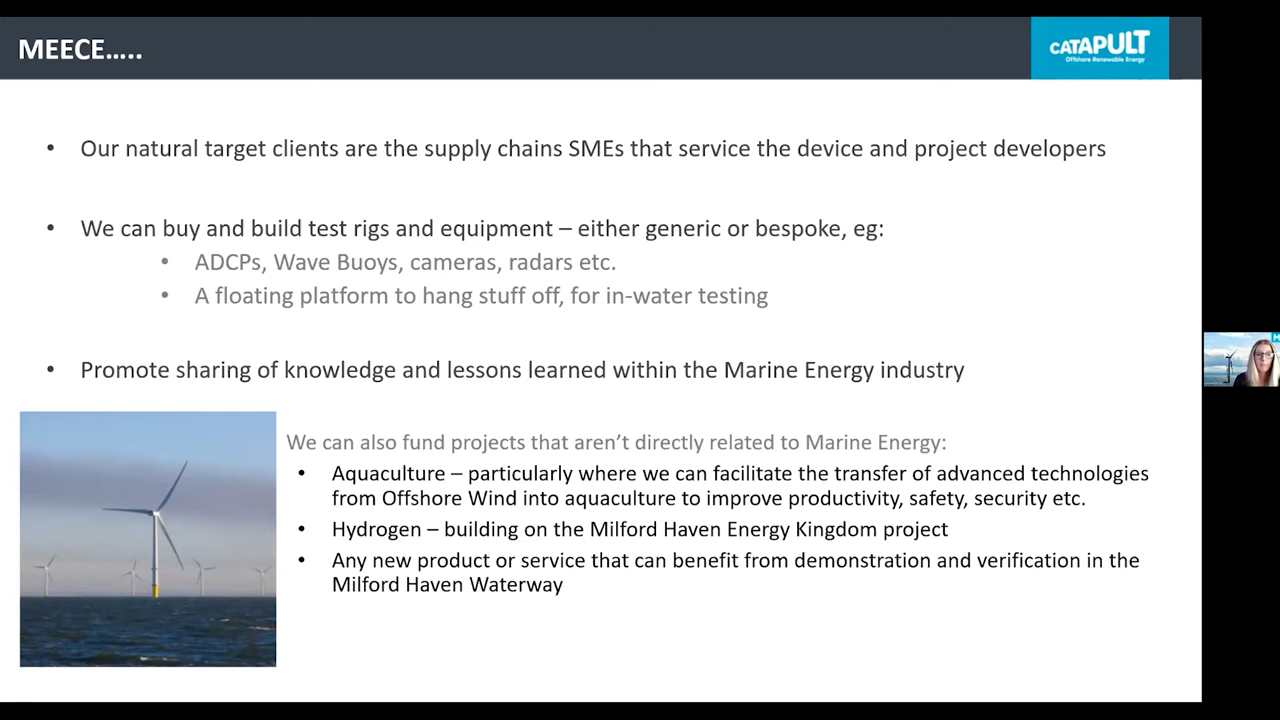 MEECE…..
CATAPULT
Offshore Renewable Energy
• Our natural target clients are the supply chains SMEs that service the device and project developers
• We can buy and build test rigs and equipment – either generic or bespoke, eg:
• ADCPs, Wave Buoys, cameras, radars etc.
• A floating platform to hang stuff off, for in-water testing
• Promote sharing of knowledge and lessons learned within the Marine Energy industry
We can also fund projects that aren’t directly related to Marine Energy:
• Aquaculture – particularly where we can facilitate the transfer of advanced technologies
from Offshore Wind into aquaculture to improve productivity, safety, security etc.
• Hydrogen – building on the Milford Haven Energy Kingdom project
• Any new product or service that can benefit from demonstration and verification in the
Milford Haven Waterway